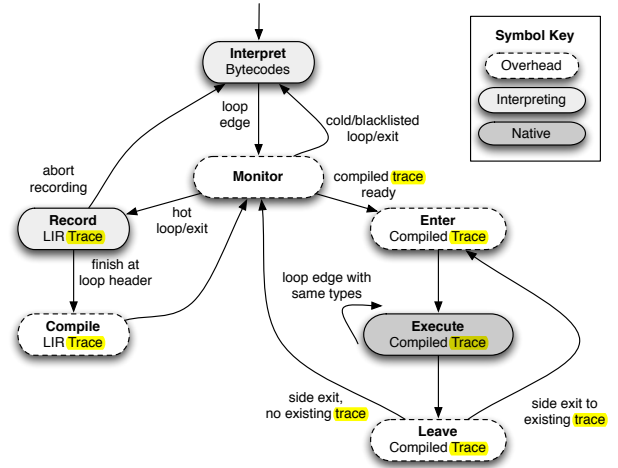 Symbol Key
Overhead
Interpreting
Native
Interpret
Bytecodes
loop
edge
cold/blacklisted
loop/exit
abort
recording
Monitor
compiled trace
ready
Record
LIR Trace
hot
loop/exit
Enter
Compiled Trace
finish at
loop header
loop edge with
same types
Compile
LIR Trace
Execute
Compiled Trace
side exit,
no existing trace
side exit to
existing trace
Leave
Compiled Trace